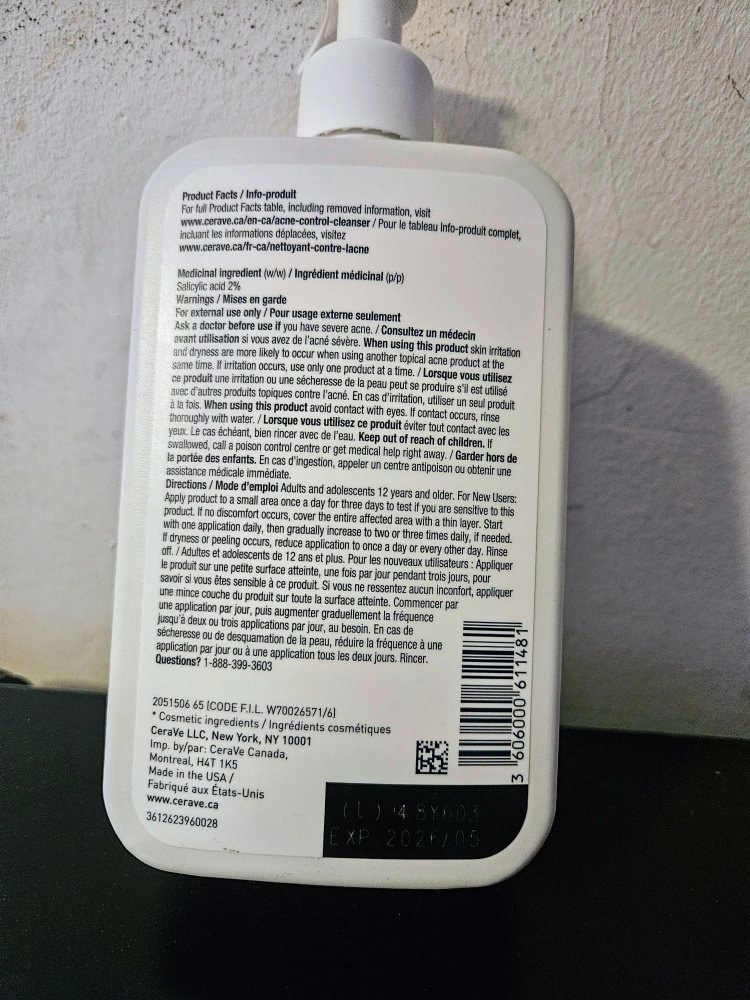 Product Facts / Info-produit
For full Product Facts table, including removed information, visit
www.cerave.ca/en-ca/acne-control-cleanser / Pour le tableau Info-produit complet,
incluant les informations déplacées, visitez
www.cerave.ca/fr-ca/nettoyant-contre-lacne
Medicinal ingredient (w/w) / Ingrédient médicinal (p/p)
Salicylic acid 2%
Warnings / Mises en garde
For external use only / Pour usage externe seulement
Ask a doctor before use if you have severe acne. / Consultez un médecin
avant utilisation si vous avez de l'acné sévère. When using this product skin irritation
and dryness are more likely to occur when using another topical acne product at the
same time. If irritation occurs, use only one product at a time. / Lorsque vous utilisez
ce produit une irritation ou une sécheresse de la peau peut se produire s'il est utilisé
avec d'autres produits topiques contre l'acné. En cas d'irritation, utiliser un seul produit
à la fois. When using this product avoid contact with eyes. If contact occurs, rinse
thoroughly with water. / Lorsque vous utilisez ce produit éviter tout contact avec les
yeux. Le cas échéant, bien rincer avec de l'eau. Keep out of reach of children. If
swallowed, call a poison control centre or get medical help right away. / Garder hors de
la portée des enfants. En cas d'ingestion, appeler un centre antipoison ou obtenir une
assistance médicale immédiate.
Directions / Mode d'emploi Adults and adolescents 12 years and older. For New Users:
Apply product to a small area once a day for three days to test if you are sensitive to this
product. If no discomfort occurs, cover the entire affected area with a thin layer. Start
with one application daily, then gradually increase to two or three times daily, if needed.
If dryness or peeling occurs, reduce application to once a day or every other day. Rinse
off. / Adultes et adolescents de 12 ans et plus. Pour les nouveaux utilisateurs : Appliquer
le produit sur une petite surface atteinte, une fois par jour pendant trois jours, pour
savoir si vous êtes sensible à ce produit. Si vous ne ressentez aucun inconfort, appliquer
une mince couche du produit sur toute la surface atteinte. Commencer par
une application par jour, puis augmenter graduellement la fréquence
jusqu'à deux ou trois applications par jour, au besoin. En cas de
sécheresse ou de desquamation de la peau, réduire la fréquence à une
application par jour ou à une application tous les deux jours. Rincer.
Questions? 1-888-399-3603
2051506 65 (CODE F.I.L. W70026571/6)
* Cosmetic ingredients / Ingrédients cosmétiques
CeraVe LLC, New York, NY 10001
Imp. by/par: CeraVe Canada,
Montreal, H4T 1K5
Made in the USA /
Fabriqué aux États-Unis
www.cerave.ca
3612623960028
3 606000 611481
(L)
EXP 2026/05